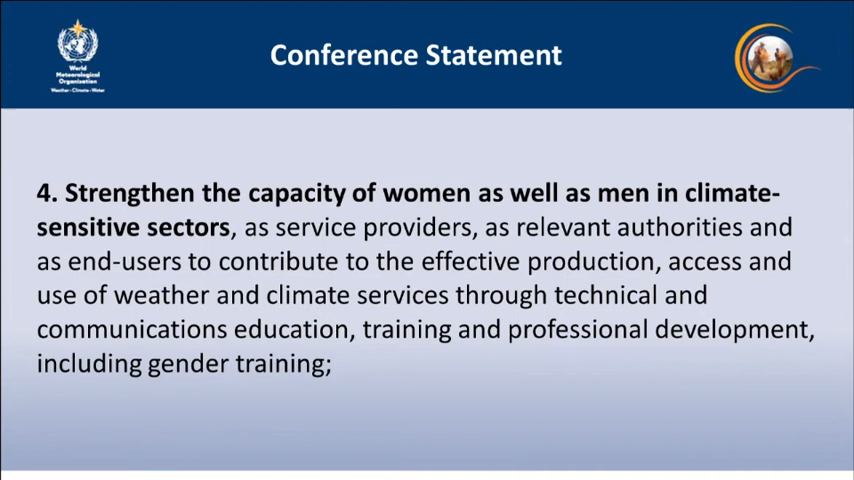 World
Meteorological
Organisation
Weather • Climate • Water
Conference Statement
4. Strengthen the capacity of women as well as men in climate-
sensitive sectors, as service providers, as relevant authorities and
as end-users to contribute to the effective production, access and
use of weather and climate services through technical and
communications education, training and professional development,
including gender training;